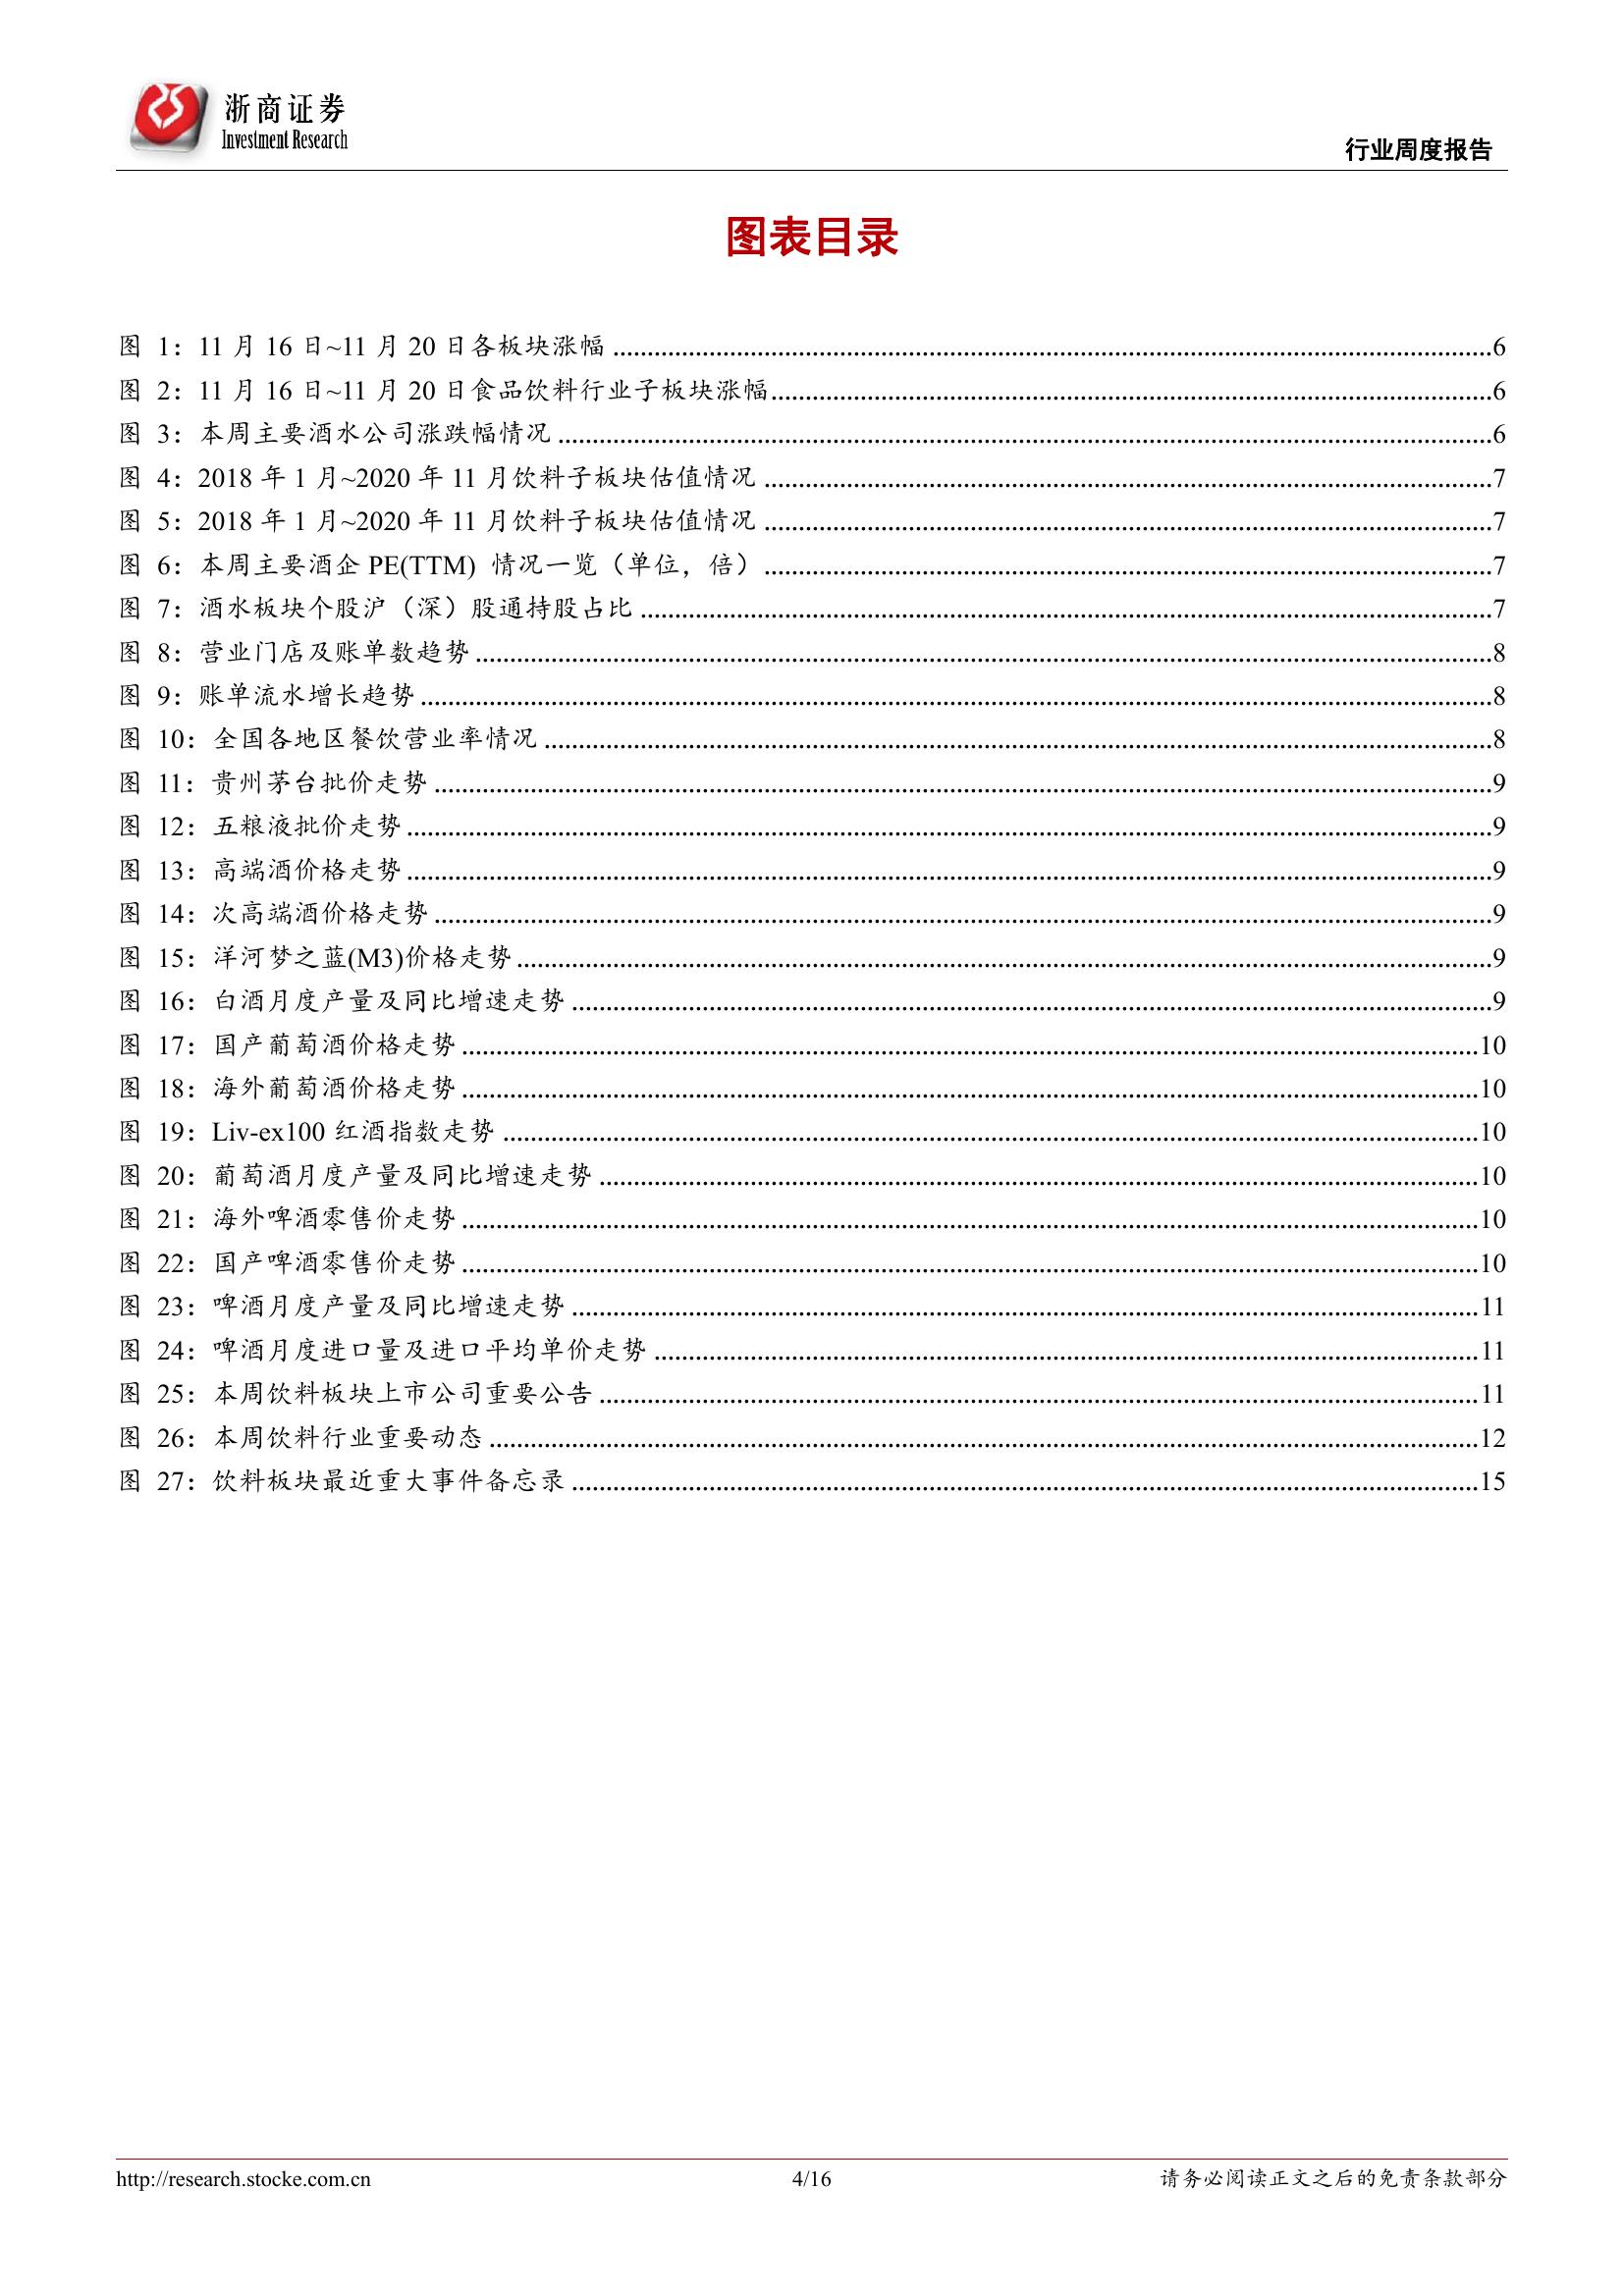 浙商证券
Investment Research
行业周度报告
图表目录
图 1：11 月 16 日~11 月 20 日各板块涨幅 ........................................ 6
图 2：11 月 16 日~11 月 20 日食品饮料行业子板块涨幅 ........................................ 6
图 3：本周主要酒水公司涨跌幅情况 ........................................ 6
图 4：2018 年 1 月~2020 年 11 月饮料子板块估值情况 ........................................ 7
图 5：2018 年 1 月~2020 年 11 月饮料子板块估值情况 ........................................ 7
图 6：本周主要酒企 PE(TTM) 情况一览（单位，倍） ........................................ 7
图 7：酒水板块个股沪（深）股通持股占比 ........................................ 7
图 8：营业门店及账单数趋势 ........................................ 8
图 9：账单流水增长趋势 ........................................ 8
图 10：全国各地区餐饮营业率情况 ........................................ 8
图 11：贵州茅台批价走势 ........................................ 9
图 12：五粮液批价走势 ........................................ 9
图 13：高端酒价格走势 ........................................ 9
图 14：次高端酒价格走势 ........................................ 9
图 15：洋河梦之蓝(M3)价格走势 ........................................ 9
图 16：白酒月度产量及同比增速走势 ........................................ 9
图 17：国产葡萄酒价格走势 ........................................ 10
图 18：海外葡萄酒价格走势 ........................................ 10
图 19：Liv-ex100 红酒指数走势 ........................................ 10
图 20：葡萄酒月度产量及同比增速走势 ........................................ 10
图 21：海外啤酒零售价走势 ........................................ 10
图 22：国产啤酒零售价走势 ........................................ 10
图 23：啤酒月度产量及同比增速走势 ........................................ 11
图 24：啤酒月度进口量及进口平均单价走势 ........................................ 11
图 25：本周饮料板块上市公司重要公告 ........................................ 11
图 26：本周饮料行业重要动态 ........................................ 12
图 27：饮料板块最近重大事件备忘录 ........................................ 15
http://research.stocke.com.cn
4/16
请务必阅读正文之后的免责条款部分